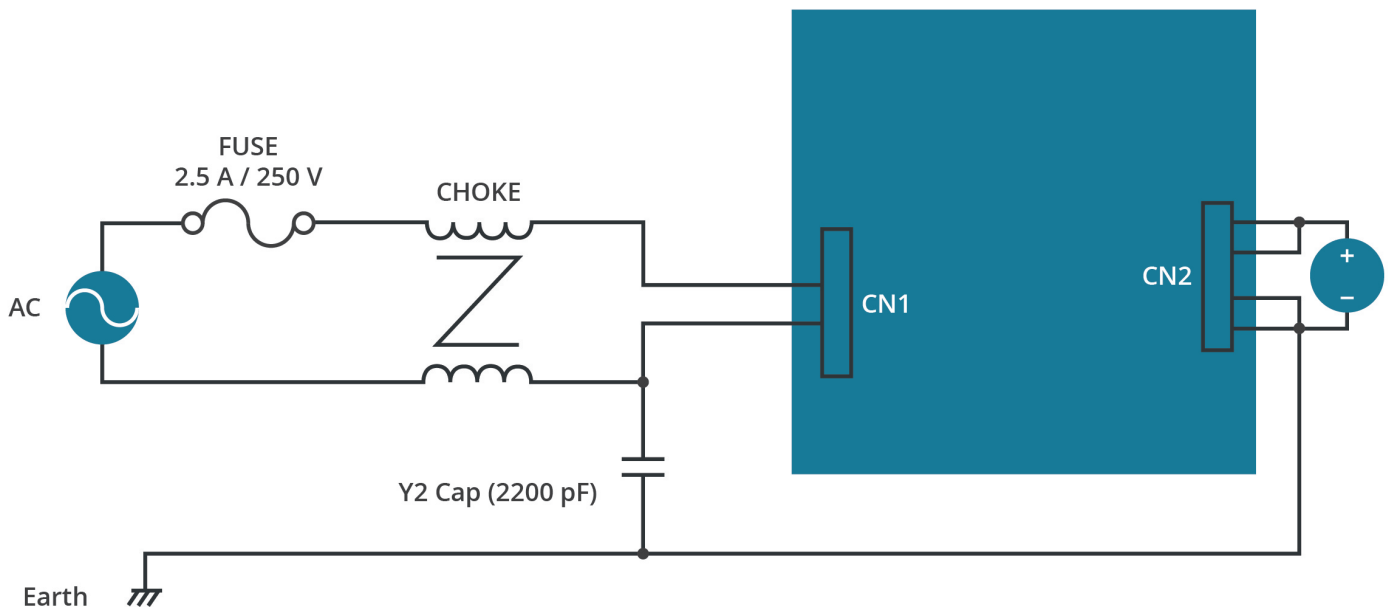 FUSE
2.5 A / 250 V
CHOKE
AC
CN1
CN2
+
−
Y2 Cap (2200 pF)
Earth